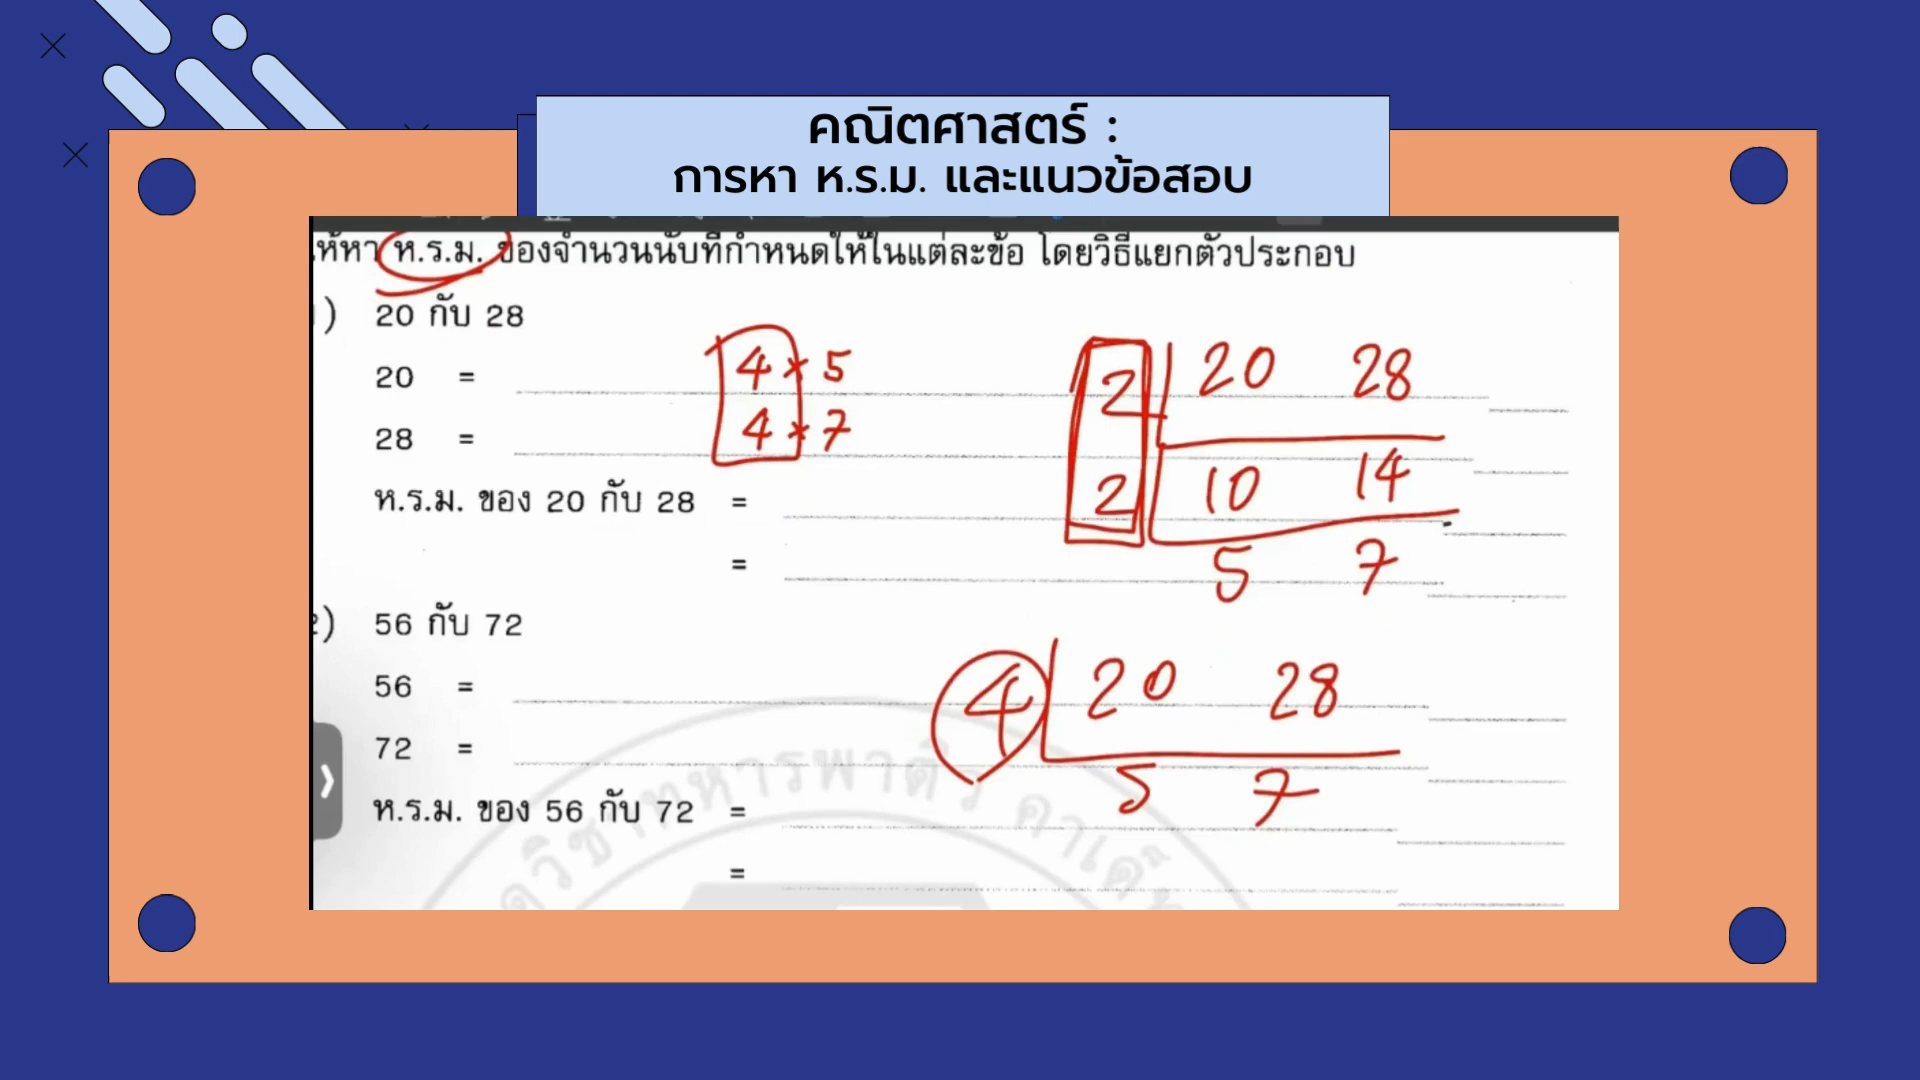 คณิตศาสตร์ :
การหา ห.ร.ม. และแนวข้อสอบ
ห้หา ห.ร.ม. ของจำนวนนับที่กำหนดให้ในแต่ละข้อ โดยวิธีแยกตัวประกอบ
) 20 กับ 28
20 = 4 × 5
28 = 4 × 7
ห.ร.ม. ของ 20 กับ 28 =
=
2 20 28
2 10 14
5 7
2) 56 กับ 72
56 =
72 =
ห.ร.ม. ของ 56 กับ 72 =
=
4 20 28
5 7